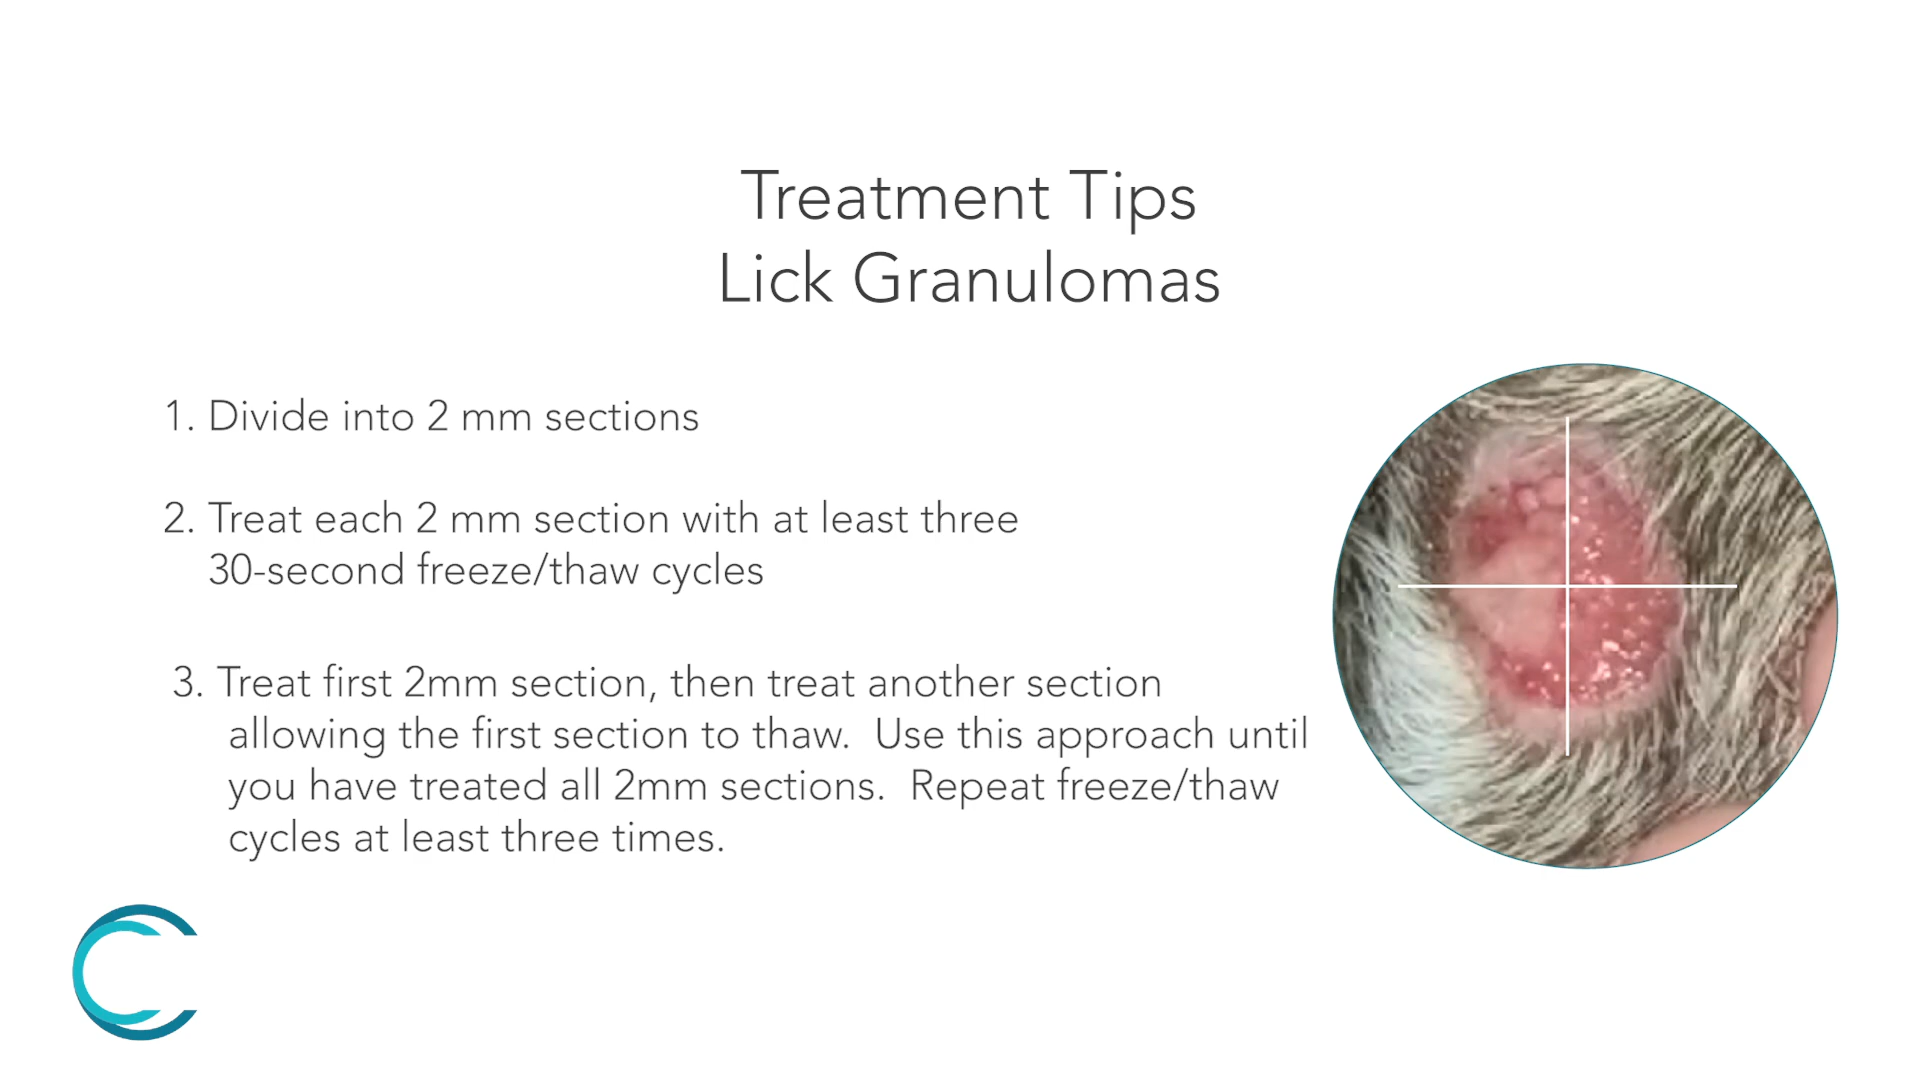 Treatment Tips
Lick Granulomas
1. Divide into 2 mm sections
2. Treat each 2 mm section with at least three
30-second freeze/thaw cycles
3. Treat first 2mm section, then treat another section
allowing the first section to thaw.  Use this approach until
you have treated all 2mm sections.  Repeat freeze/thaw
cycles at least three times.